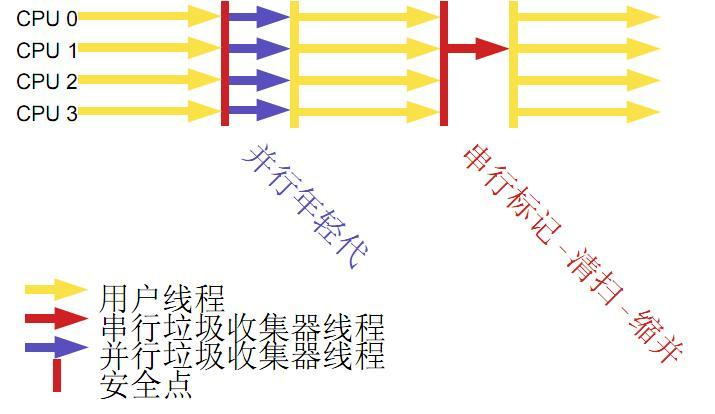 CPU 0
CPU 1
CPU 2
CPU 3
并行年轻代
串行标记-清扫-缩并
用户线程
串行垃圾收集器线程
并行垃圾收集器线程
安全点